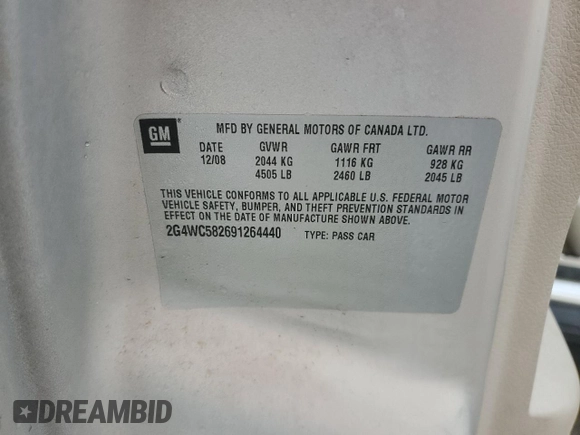 GM
MFD BY GENERAL MOTORS OF CANADA LTD.
DATE GVWR GAWR FRT GAWR RR
12/08 2044 KG 1116 KG 928 KG
4505 LB 2460 LB 2045 LB
THIS VEHICLE CONFORMS TO ALL APPLICABLE U.S. FEDERAL MOTOR
VEHICLE SAFETY, BUMPER, AND THEFT PREVENTION STANDARDS IN
EFFECT ON THE DATE OF MANUFACTURE SHOWN ABOVE.
2G4WC582691264440 TYPE: PASS CAR
DREAMBID